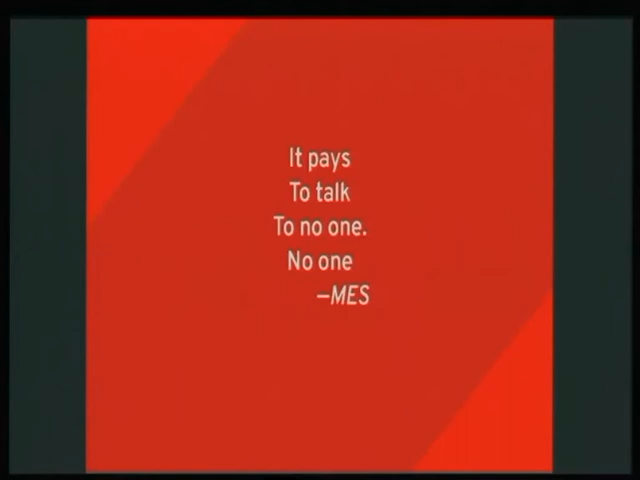 It pays
To talk
To no one.
No one
—MES